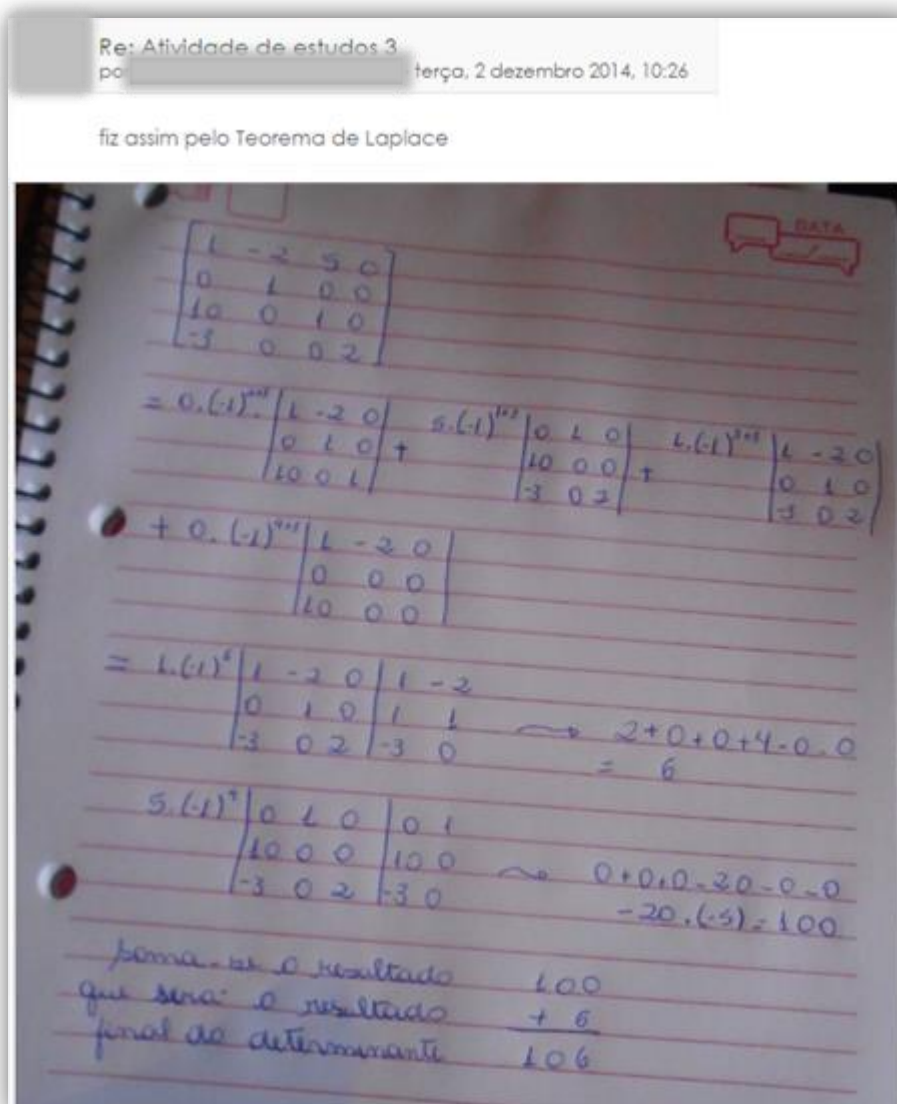 Re: Atividade de estudos 3
po terça, 2 dezembro 2014, 10:26
fiz assim pelo Teorema de Laplace
DATA
1 -2 5 0
0 1 0 0
10 0 1 0
-3 0 0 2
= 0.(-1) |1 -2 0| + 5.(-1)¹⁺³ |0 1 0| + 1.(-1)³⁺³ |1 -2 0|
|0 1 0| |10 0 0| |0 1 0|
|10 0 1| |-3 0 2| |-3 0 2|
+ 0.(-1)⁴⁺³ |1 -2 0|
|0 0 0|
|10 0 0|
= 1.(-1)⁶ |1 -2 0| 1 -2
|0 1 0| 1 1 → 2+0+0+4-0-0
|-3 0 2| -3 0 = 6
5.(-1)⁴ |0 1 0| 0 1
|10 0 0| 10 0 → 0+0+0-20-0-0
|-3 0 2| -3 0 -20.(-5)=100
soma-se o resultado 100
que será o resultado + 6
final do determinante 106